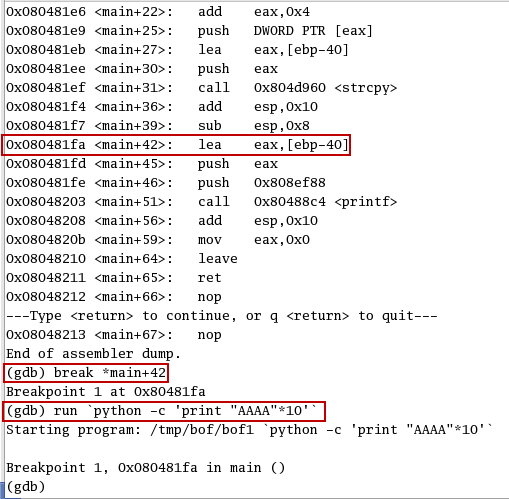 0x080481e6 <main+22>: add eax,0x4
0x080481e9 <main+25>: push DWORD PTR [eax]
0x080481eb <main+27>: lea eax,[ebp-40]
0x080481ee <main+30>: push eax
0x080481ef <main+31>: call 0x804d960 <strcpy>
0x080481f4 <main+36>: add esp,0x10
0x080481f7 <main+39>: sub esp,0x8
0x080481fa <main+42>: lea eax,[ebp-40]
0x080481fd <main+45>: push eax
0x080481fe <main+46>: push 0x808ef88
0x08048203 <main+51>: call 0x80488c4 <printf>
0x08048208 <main+56>: add esp,0x10
0x0804820b <main+59>: mov eax,0x0
0x08048210 <main+64>: leave
0x08048211 <main+65>: ret
0x08048212 <main+66>: nop
---Type <return> to continue, or q <return> to quit---
0x08048213 <main+67>: nop
End of assembler dump.
(gdb) break *main+42
Breakpoint 1 at 0x80481fa
(gdb) run `python -c 'print "AAAA"*10'`
Starting program: /tmp/bof/bof1 `python -c 'print "AAAA"*10'`
Breakpoint 1, 0x080481fa in main ()
(gdb)